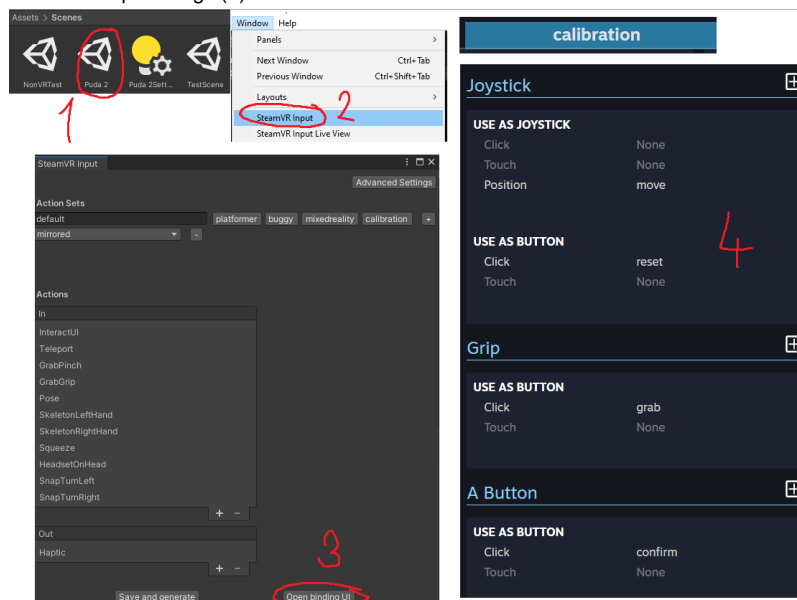 Assets > Scenes
NonVRTest
Puda 2
Puda 2Sett...
TestScene
1
Window Help
Panels >
Next Window Ctrl+Tab
Previous Window Ctrl+Shift+Tab
Layouts >
SteamVR Input
SteamVR Input Live View
2
SteamVR Input
Advanced Settings
Action Sets
default platformer buggy mixedreality calibration +
mirrored -
Actions
In
InteractUI
Teleport
GrabPinch
GrabGrip
Pose
SkeletonLeftHand
SkeletonRightHand
Squeeze
HeadsetOnHead
SnapTurnLeft
SnapTurnRight
+ -
Out
Haptic
+ -
3
Save and generate Open binding UI
calibration
Joystick
USE AS JOYSTICK
Click None
Touch None
Position move
4
USE AS BUTTON
Click reset
Touch None
Grip
USE AS BUTTON
Click grab
Touch None
A Button
USE AS BUTTON
Click confirm
Touch None